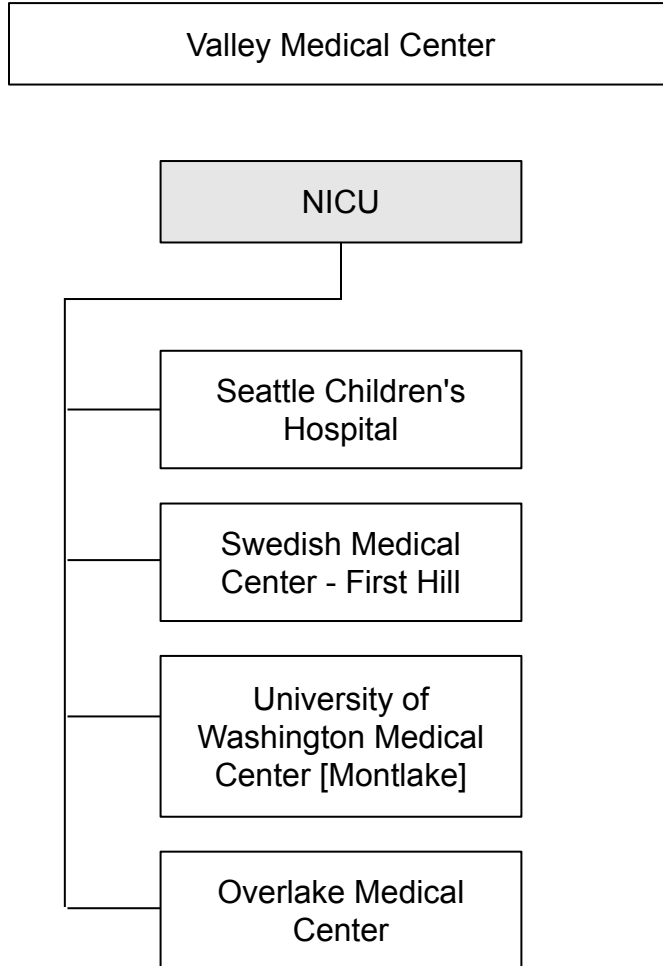 Valley Medical Center
NICU
Seattle Children's
Hospital
Swedish Medical
Center - First Hill
University of
Washington Medical
Center [Montlake]
Overlake Medical
Center